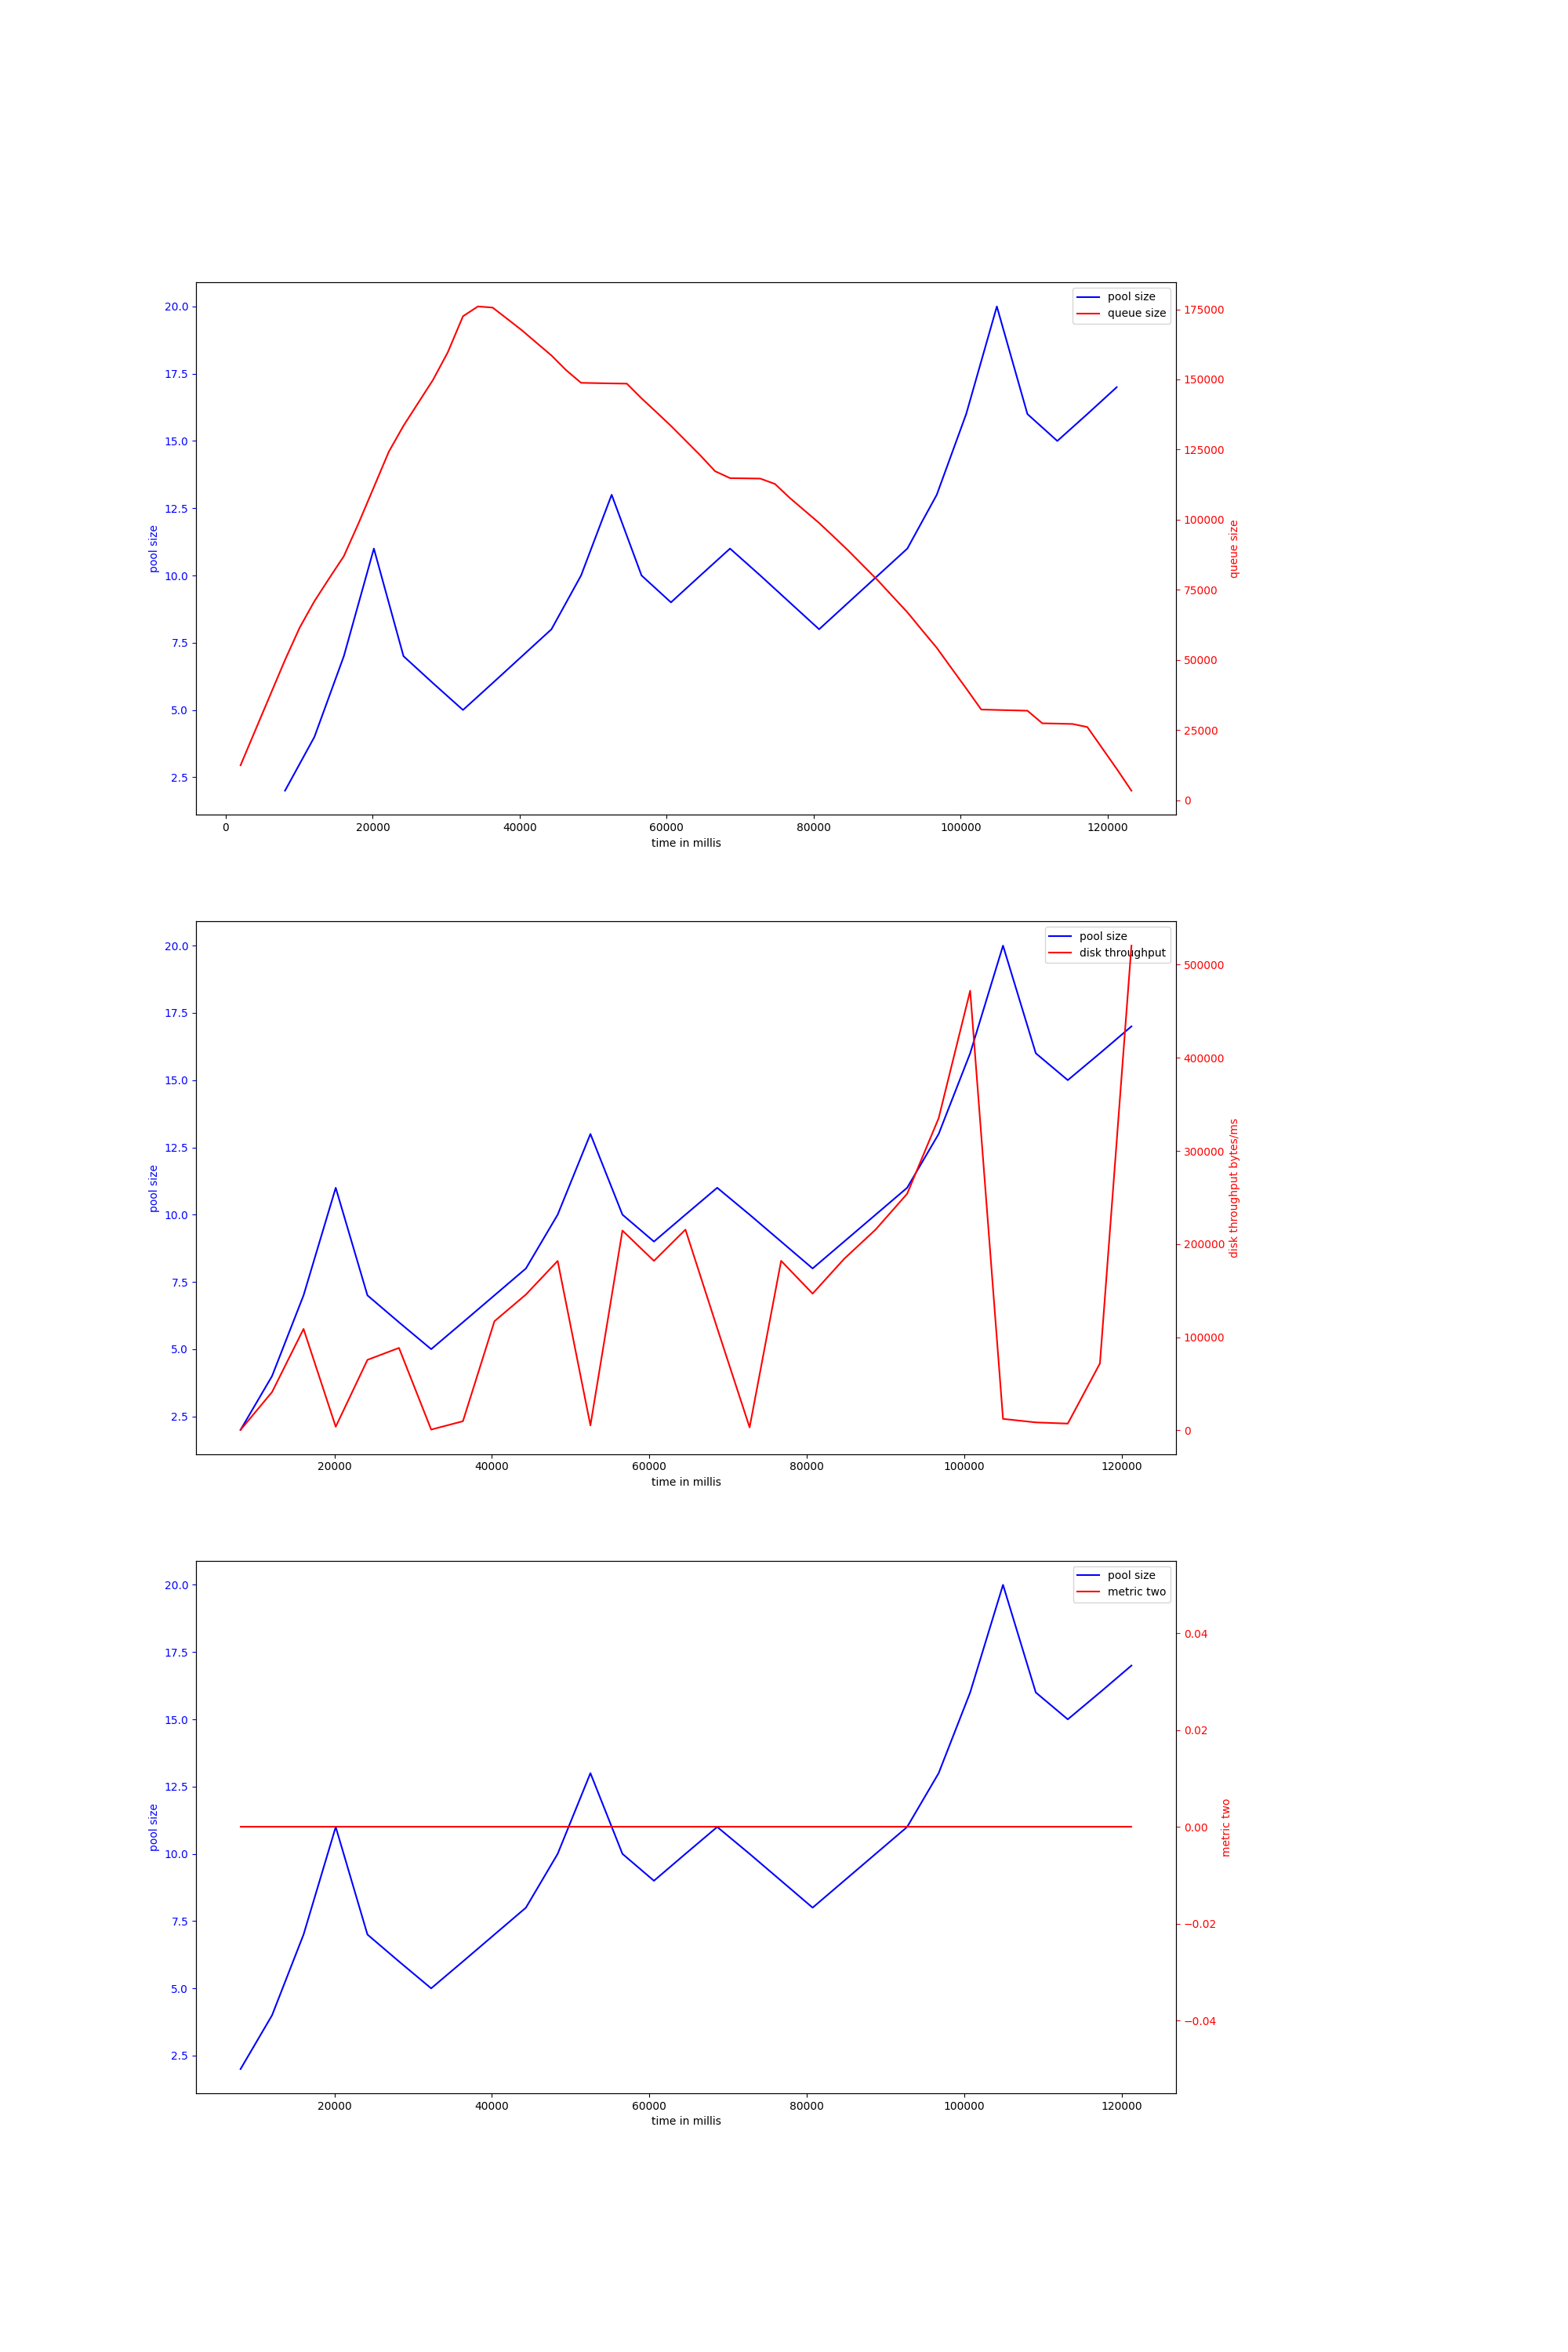 pool size
queue size
20.0
17.5
15.0
12.5
10.0
7.5
5.0
2.5
pool size
175000
150000
125000
100000
75000
50000
25000
0
queue size
0 20000 40000 60000 80000 100000 120000
time in millis
pool size
disk throughput
20.0
17.5
15.0
12.5
10.0
7.5
5.0
2.5
pool size
500000
400000
300000
200000
100000
0
disk throughput bytes/ms
20000 40000 60000 80000 100000 120000
time in millis
pool size
metric two
20.0
17.5
15.0
12.5
10.0
7.5
5.0
2.5
pool size
0.04
0.02
0.00
−0.02
−0.04
metric two
20000 40000 60000 80000 100000 120000
time in millis